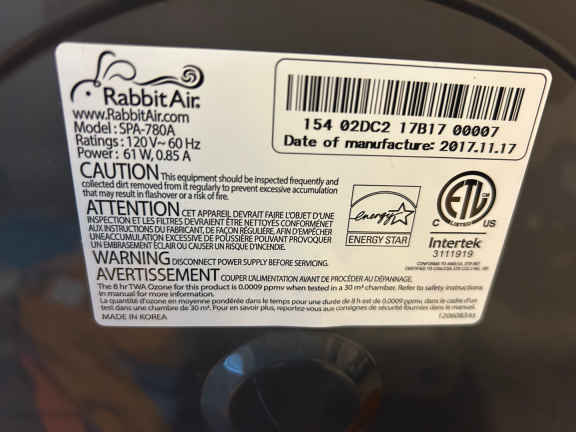 RabbitAir.
www.RabbitAir.com
Model: SPA-780A
Ratings: 120 V~ 60 Hz
Power: 61 W, 0.85 A
154 02DC2 17B17 00007
Date of manufacture: 2017.11.17
CAUTION This equipment should be inspected frequently and
collected dirt removed from it regularly to prevent excessive accumulation
that may result in flashover or a risk of fire.
ATTENTION CET APPAREIL DEVRAIT FAIRE L'OBJET D'UNE
INSPECTION ET LES FILTRES DEVRAIENT ÊTRE NETTOYÉS CONFORMÉMENT
AUX INSTRUCTIONS DU FABRICANT, DE FAÇON RÉGULIÈRE, AFIN D'EMPÊCHER
UNEACCUMULATION EXCESSIVE DE POUSSIÈRE POUVANT PROVOQUER
UN EMBRASEMENT ÉCLAIR OU CAUSER UN RISQUE D'INCENDIE.
energy
ENERGY STAR
ETL
C LISTED US
Intertek
3111919
WARNING DISCONNECT POWER SUPPLY BEFORE SERVICING.
AVERTISSEMENT COUPER L'ALIMENTATION AVANT DE PROCÉDER AU DÉPANNAGE.
The 8 hr TWA Ozone for this product is 0.0009 ppmv when tested in a 30 m³ chamber. Refer to safety instructions
in manual for more information.
La quantité d'ozone en moyenne pondérée dans le temps pour une durée de 8 h est de 0.0009 ppmv. dans le cadre d'un
test dans une chambre de 30 m³. Pour en savoir plus, reportez-vous aux consignes de sécurité fournies dans le manuel.
MADE IN KOREA